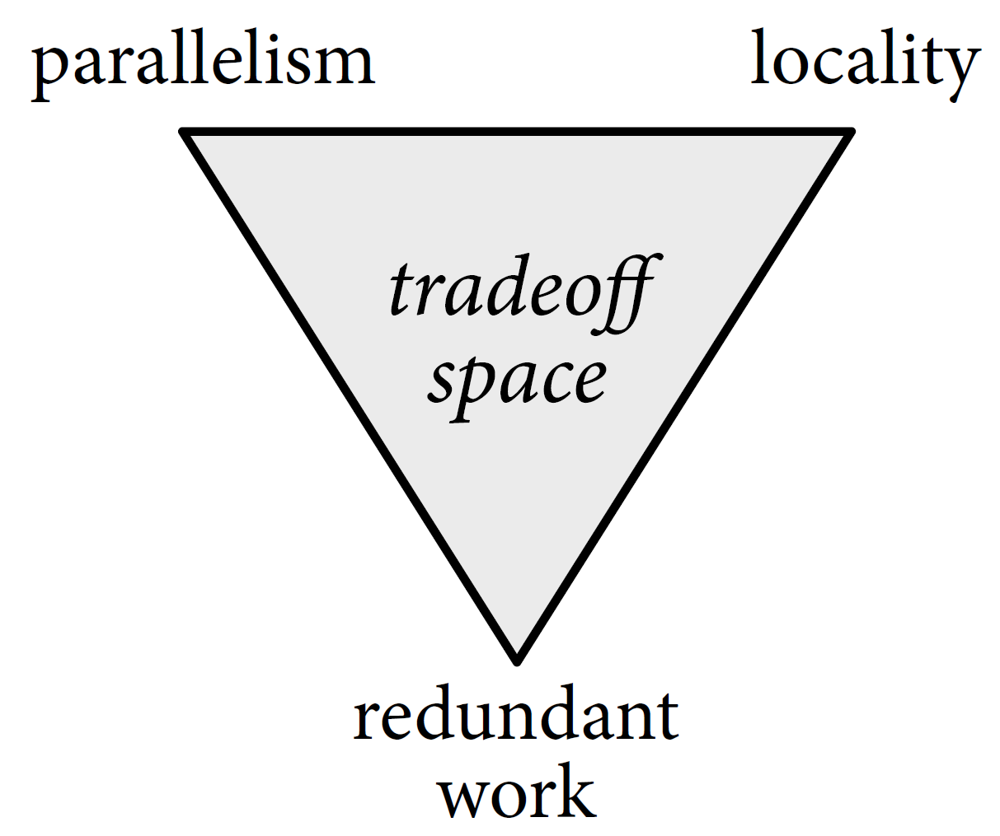 parallelism locality
tradeoff
space
redundant
work